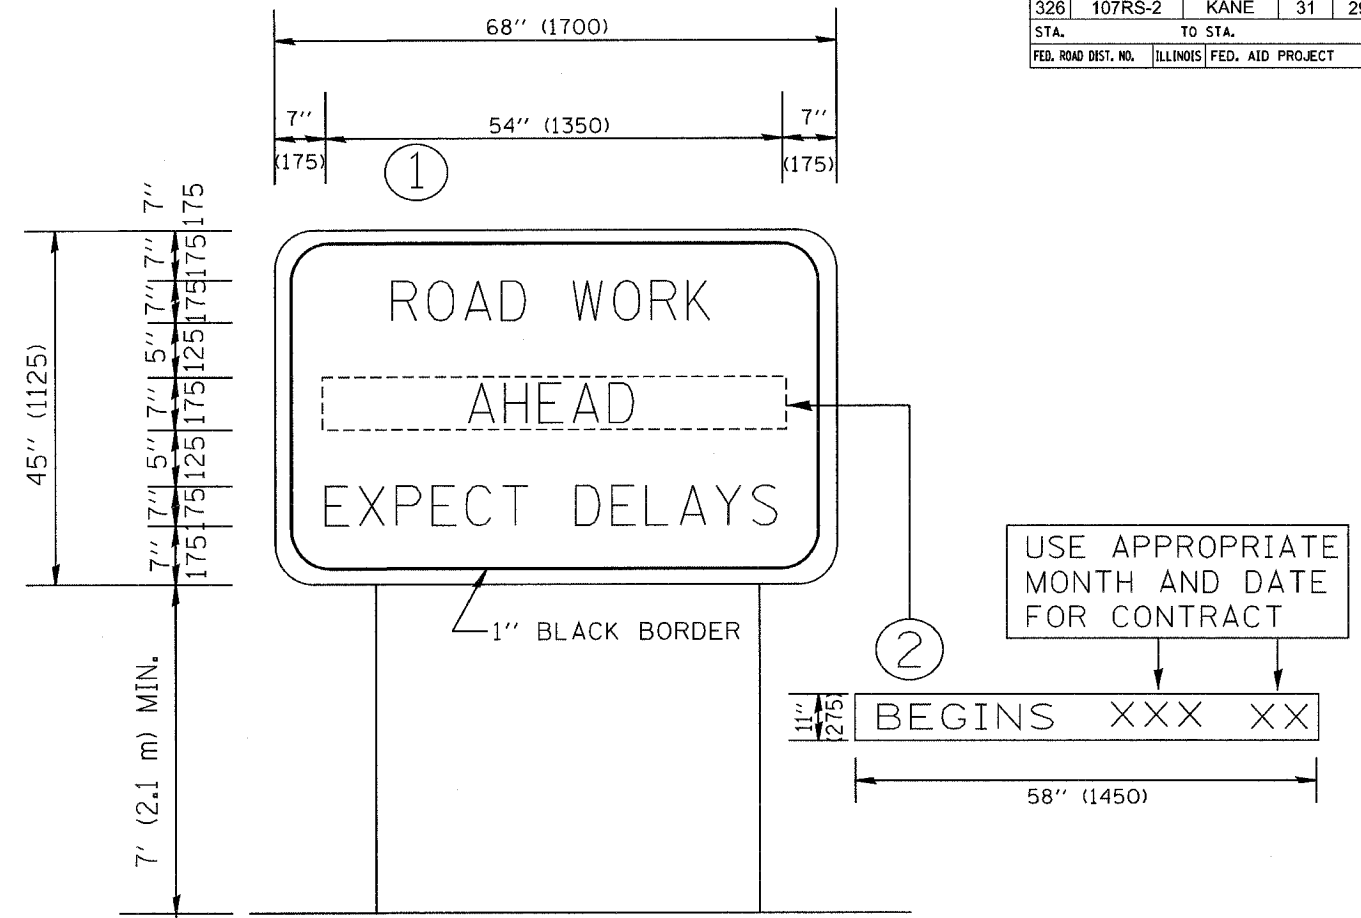 326 107RS-2 KANE 31 29
STA. TO STA.
FED. ROAD DIST. NO. ILLINOIS FED. AID PROJECT
68'' (1700)
7'' 54'' (1350) 7''
(175) (175)
1
7'' 175
7'' 175
7'' 175
5'' 125
7'' 175
5'' 125
7'' 175
7'' 175
45'' (1125)
ROAD WORK
AHEAD
EXPECT DELAYS
1'' BLACK BORDER
7' (2.1 m) MIN.
2
USE APPROPRIATE
MONTH AND DATE
FOR CONTRACT
11'' (275)
BEGINS XXX XX
58'' (1450)